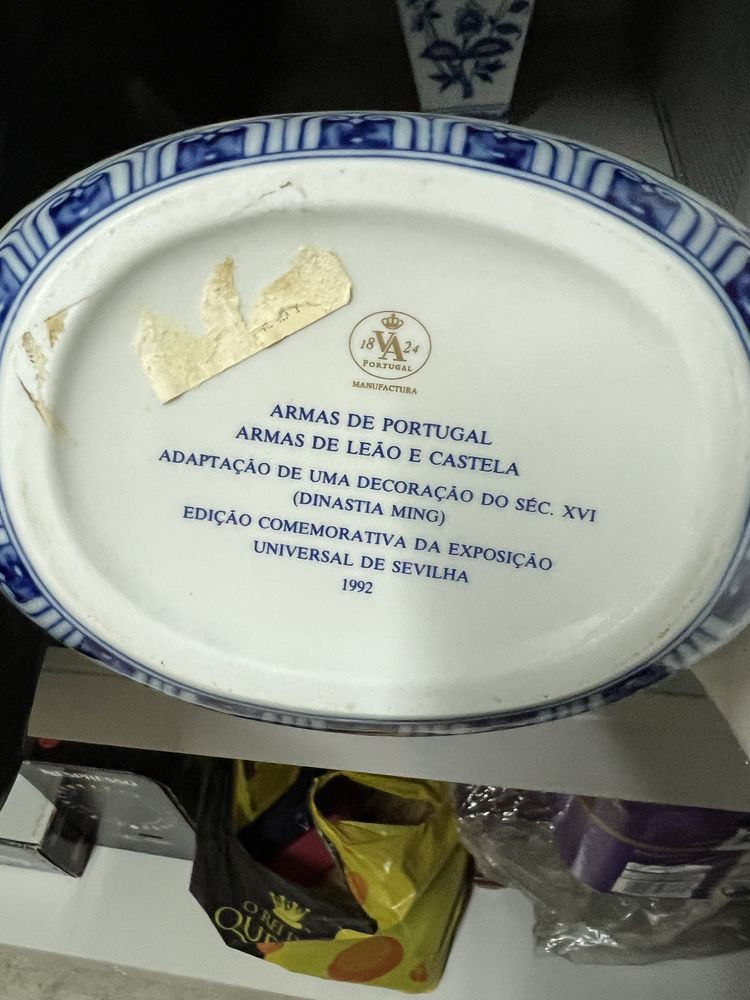 18 VA 24
PORTUGAL
MANUFACTURA
ARMAS DE PORTUGAL
ARMAS DE LEÃO E CASTELA
ADAPTAÇÃO DE UMA DECORAÇÃO DO SÉC. XVI
(DINASTIA MING)
EDIÇÃO COMEMORATIVA DA EXPOSIÇÃO
UNIVERSAL DE SEVILHA
1992
O REI